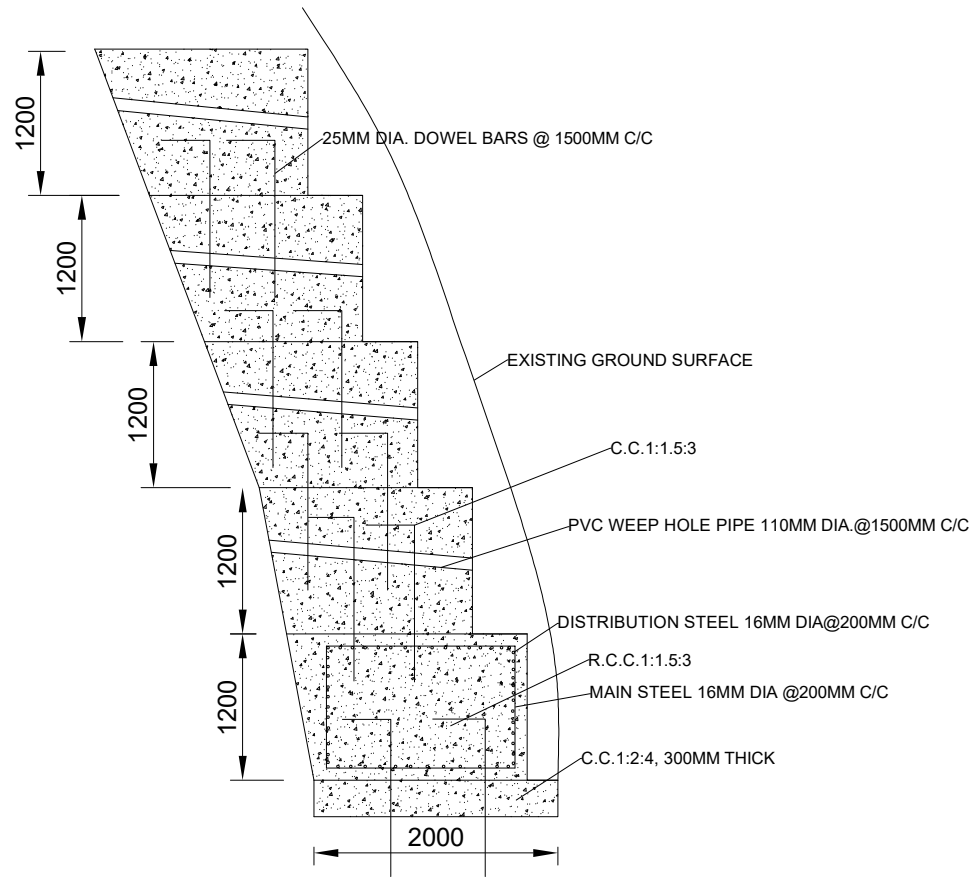 1200
25MM DIA. DOWEL BARS @ 1500MM C/C
1200
EXISTING GROUND SURFACE
1200
C.C.1:1.5:3
PVC WEEP HOLE PIPE 110MM DIA.@1500MM C/C
1200
DISTRIBUTION STEEL 16MM DIA@200MM C/C
R.C.C.1:1.5:3
MAIN STEEL 16MM DIA @200MM C/C
1200
C.C.1:2:4, 300MM THICK
2000